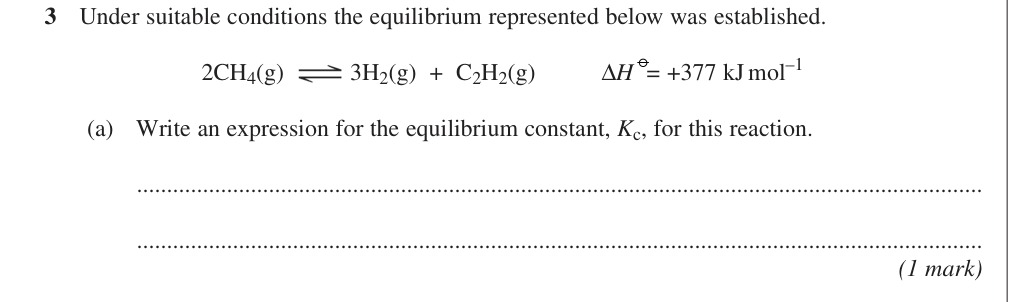 3 Under suitable conditions the equilibrium represented below was established.
2CH₄(g) ⇌ 3H₂(g) + C₂H₂(g) ΔH⦵ = +377 kJ mol⁻¹
(a) Write an expression for the equilibrium constant, K꜀, for this reaction.
....................................................................................................
....................................................................................................
(1 mark)